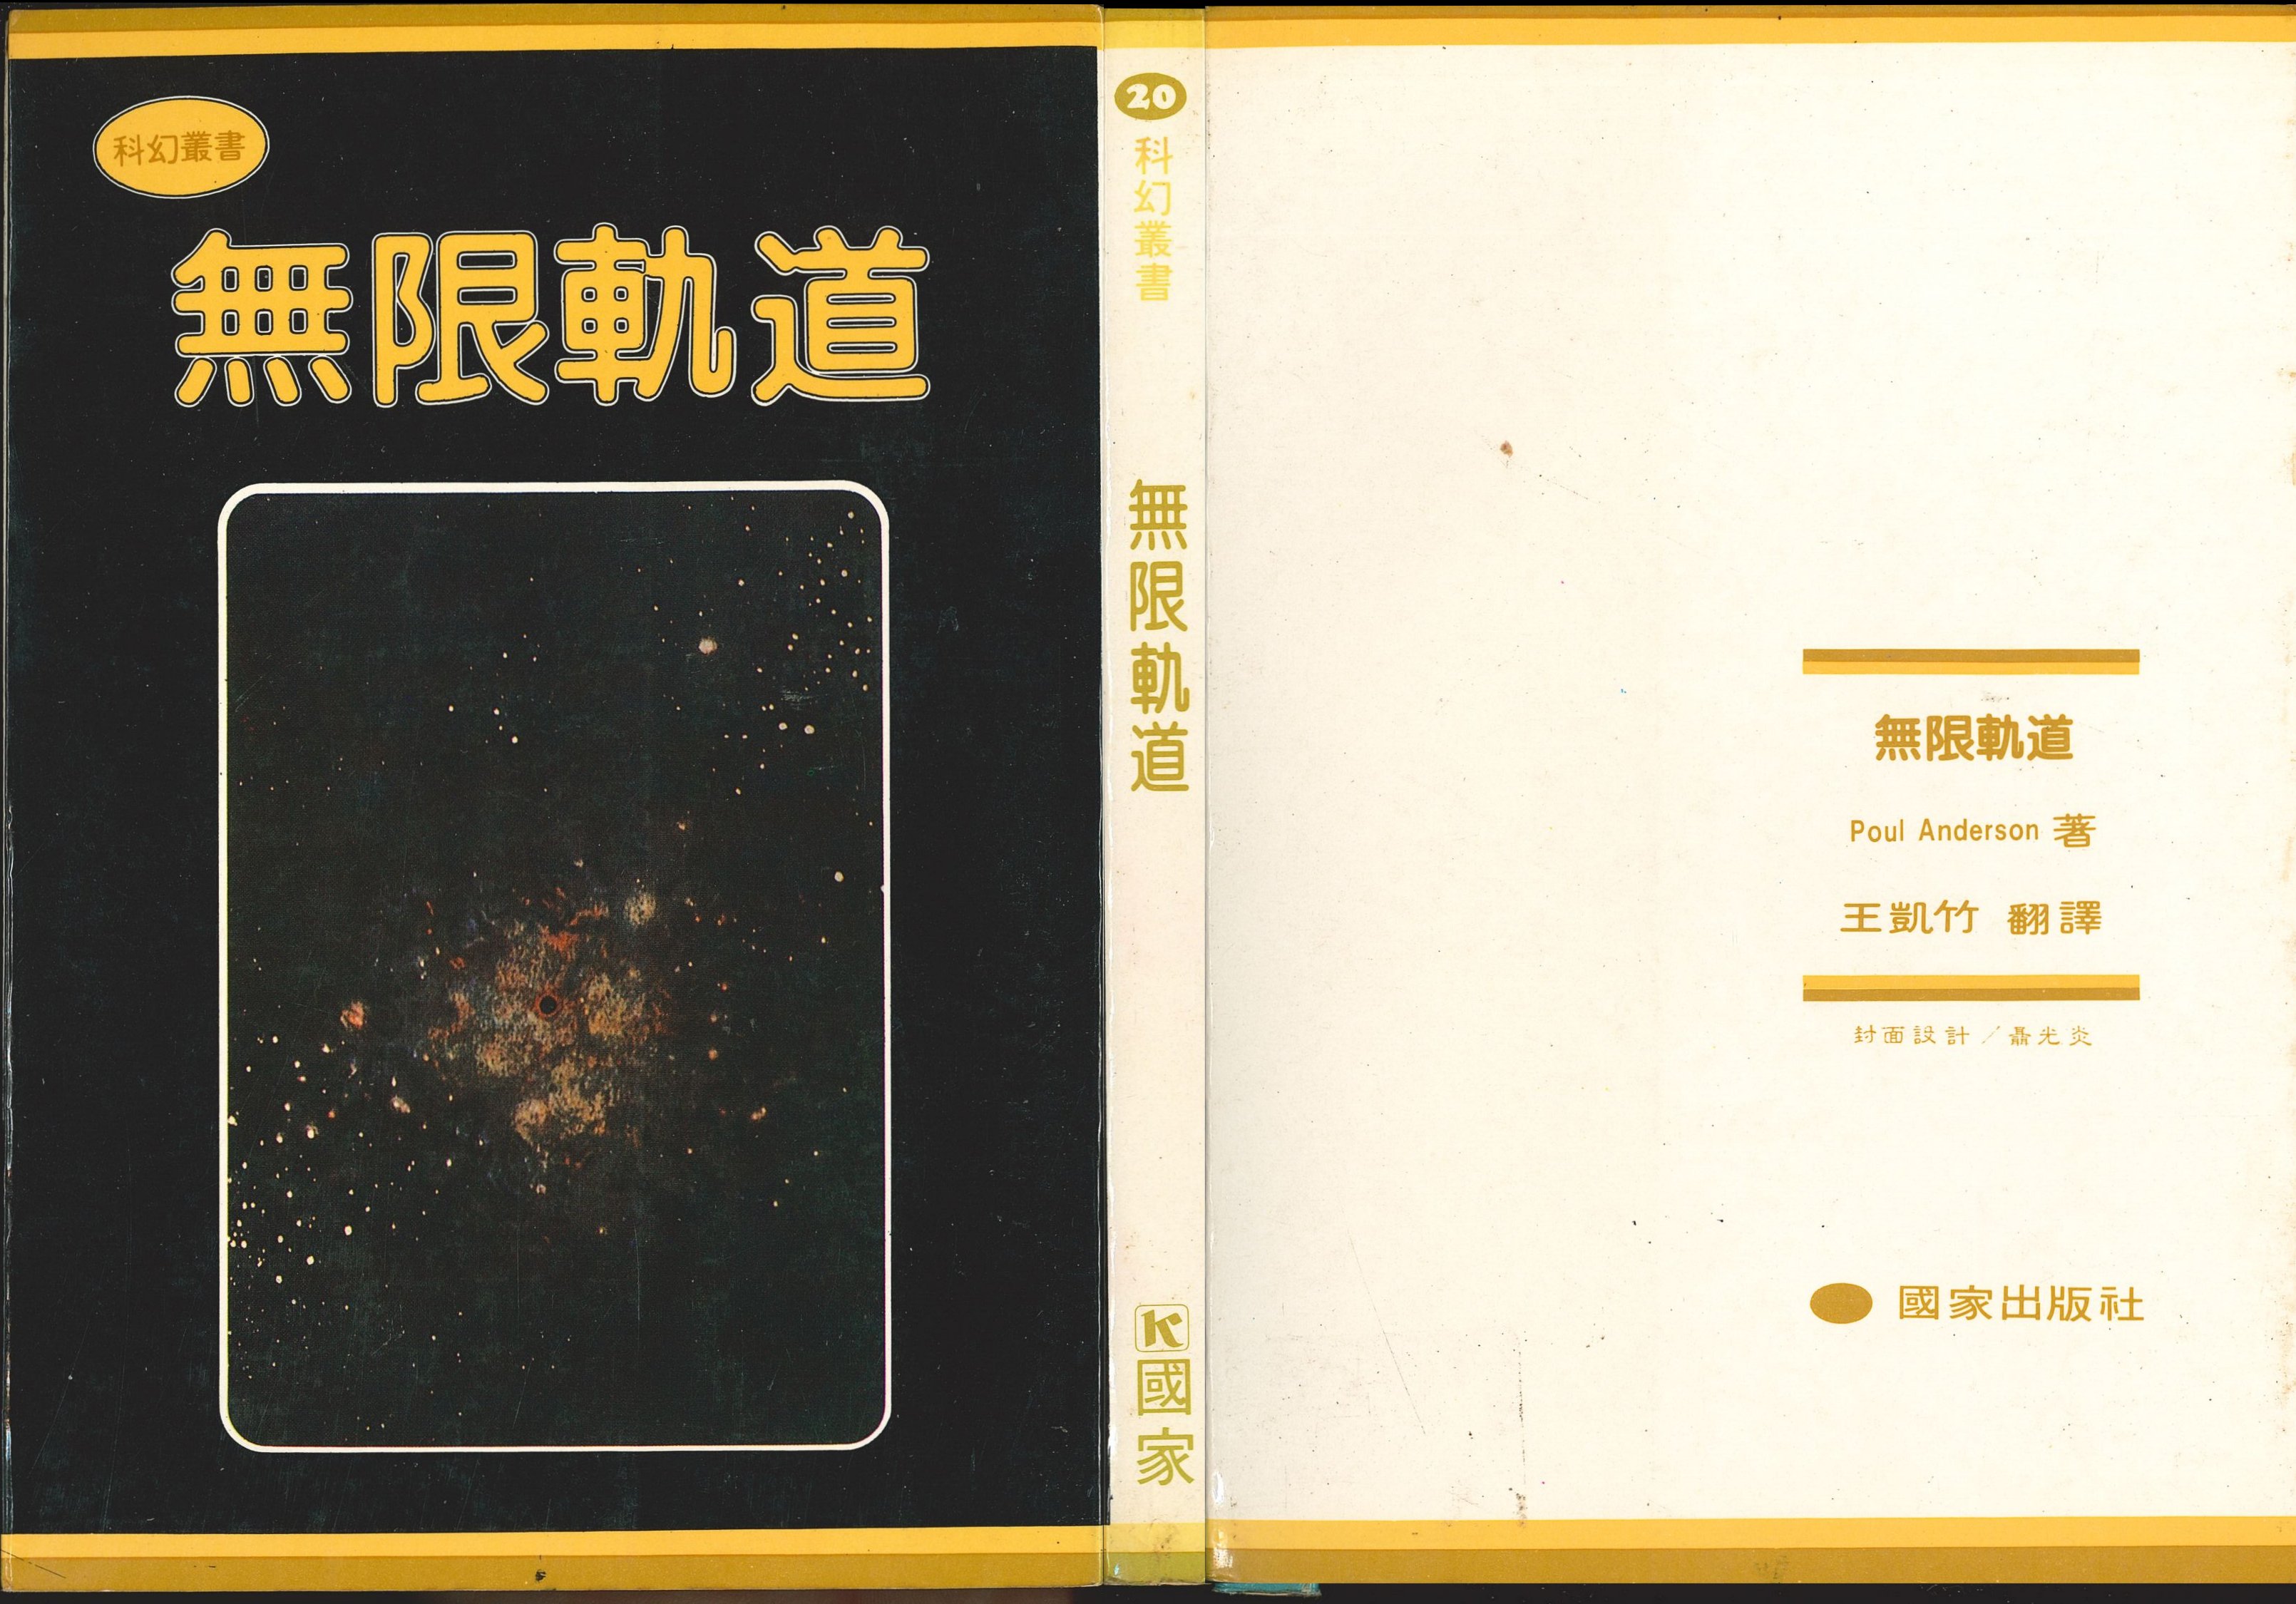 科幻叢書
無限軌道
20
科幻叢書
無限軌道
K
國家
無限軌道
Poul Anderson 著
王凱竹 翻譯
封面設計／聶光炎
國家出版社